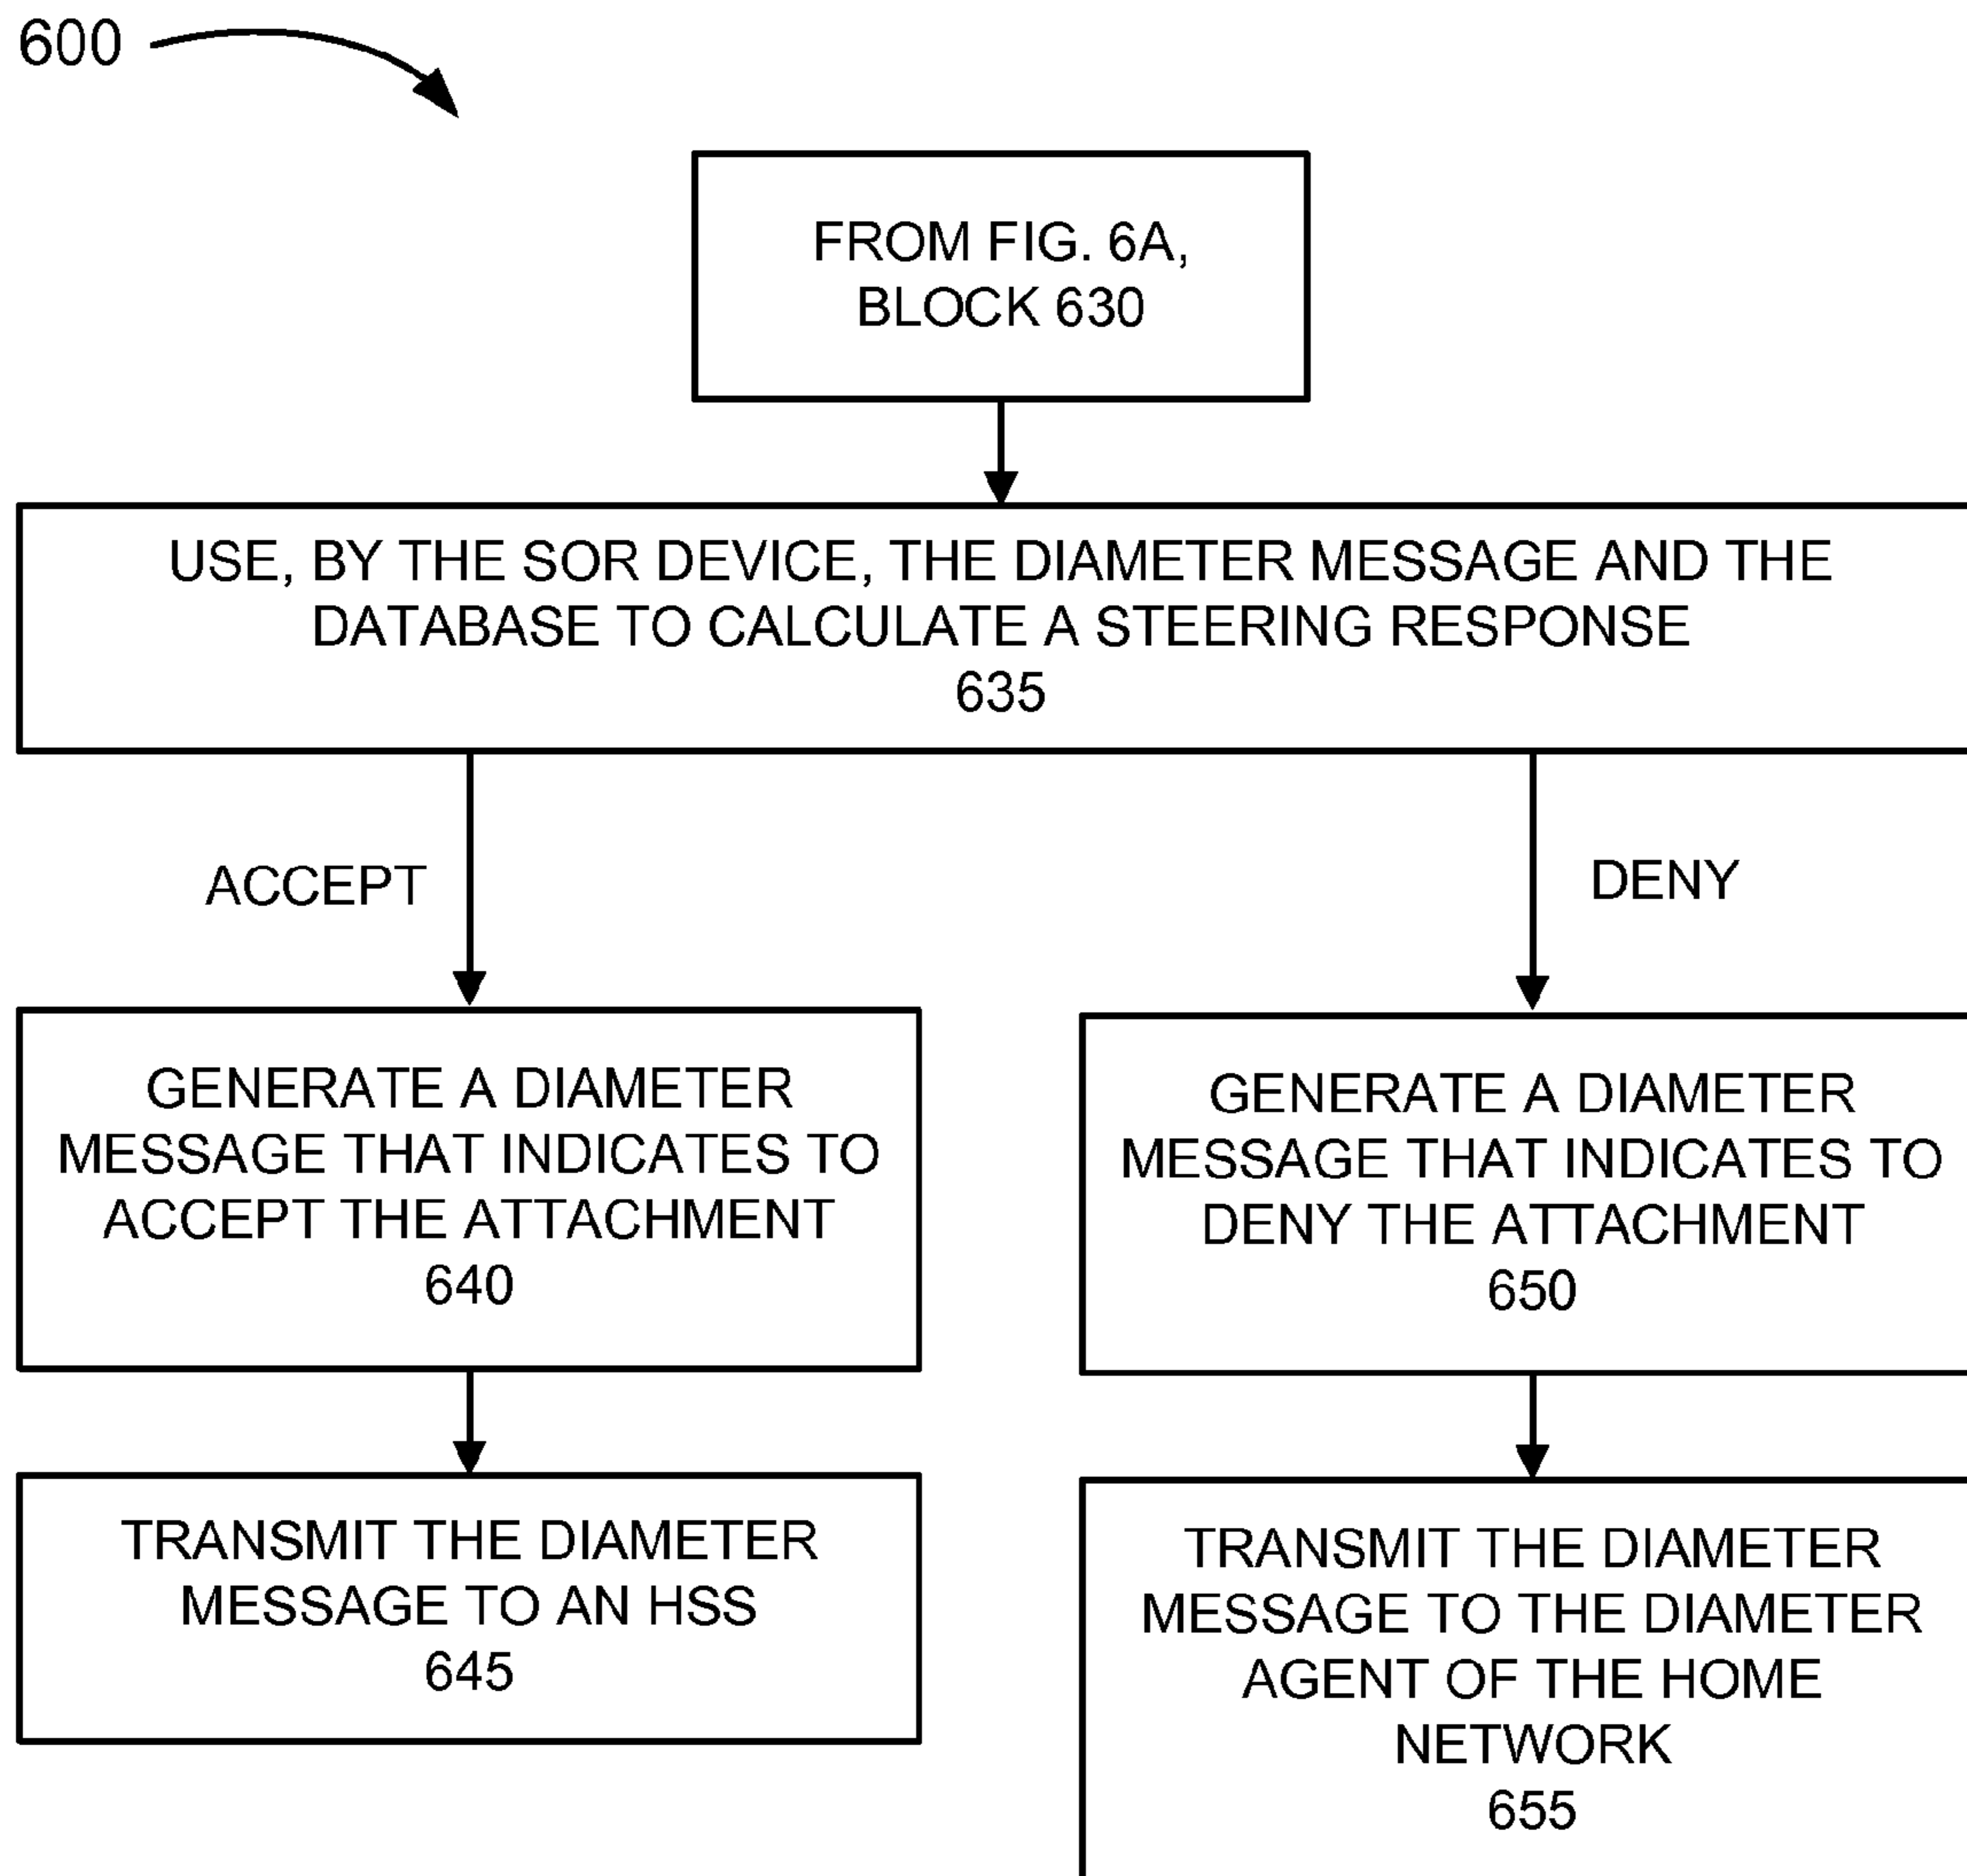 600
FROM FIG. 6A,
BLOCK 630
USE, BY THE SOR DEVICE, THE DIAMETER MESSAGE AND THE
DATABASE TO CALCULATE A STEERING RESPONSE
635
ACCEPT
DENY
GENERATE A DIAMETER
MESSAGE THAT INDICATES TO
ACCEPT THE ATTACHMENT
640
GENERATE A DIAMETER
MESSAGE THAT INDICATES TO
DENY THE ATTACHMENT
650
TRANSMIT THE DIAMETER
MESSAGE TO AN HSS
645
TRANSMIT THE DIAMETER
MESSAGE TO THE DIAMETER
AGENT OF THE HOME
NETWORK
655